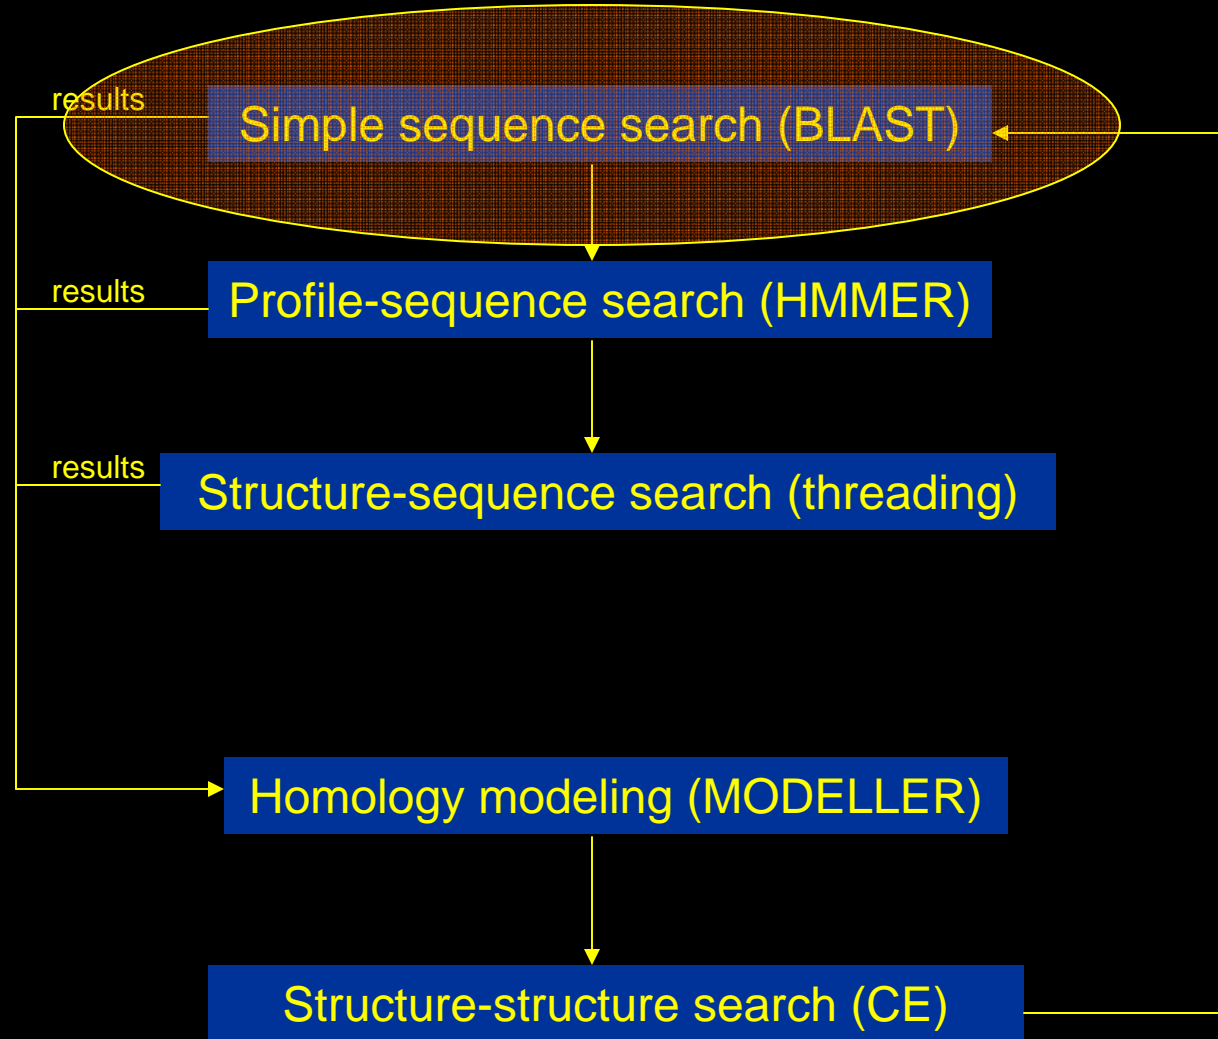 results
Simple sequence search (BLAST)
results
Profile-sequence search (HMMER)
results
Structure-sequence search (threading)
Homology modeling (MODELLER)
Structure-structure search (CE)